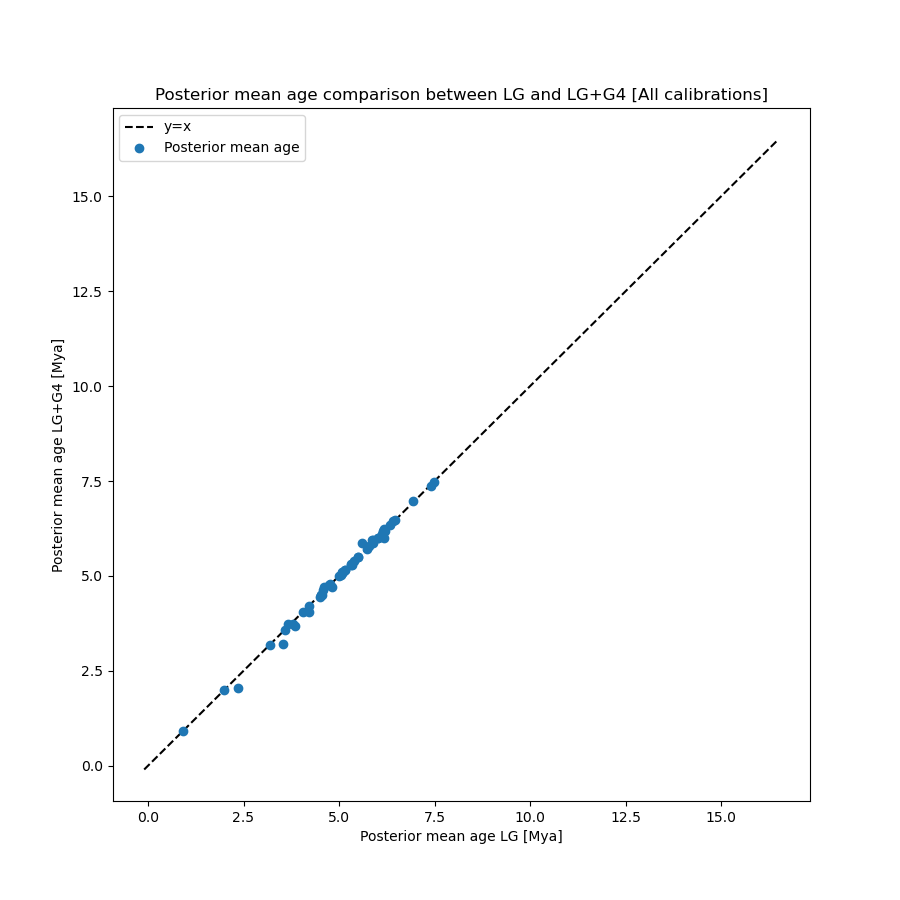 Posterior mean age comparison between LG and LG+G4 [All calibrations]
y=x
Posterior mean age
15.0
12.5
10.0
7.5
5.0
2.5
0.0
Posterior mean age LG+G4 [Mya]
0.0 2.5 5.0 7.5 10.0 12.5 15.0
Posterior mean age LG [Mya]